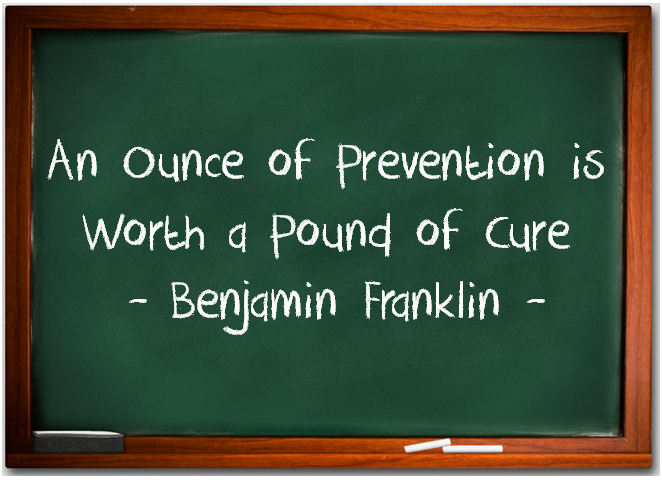 An Ounce of Prevention is
Worth a Pound of Cure
- Benjamin Franklin -